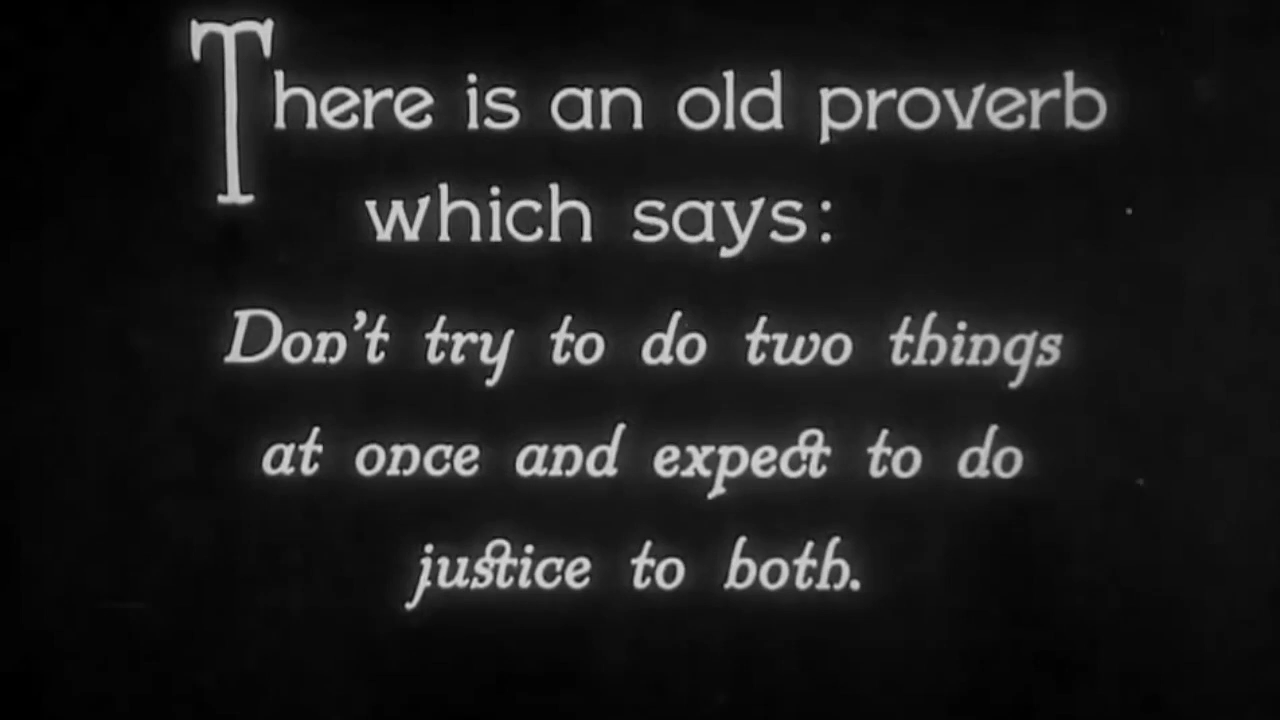 There is an old proverb
which says:
Don't try to do two things
at once and expect to do
justice to both.